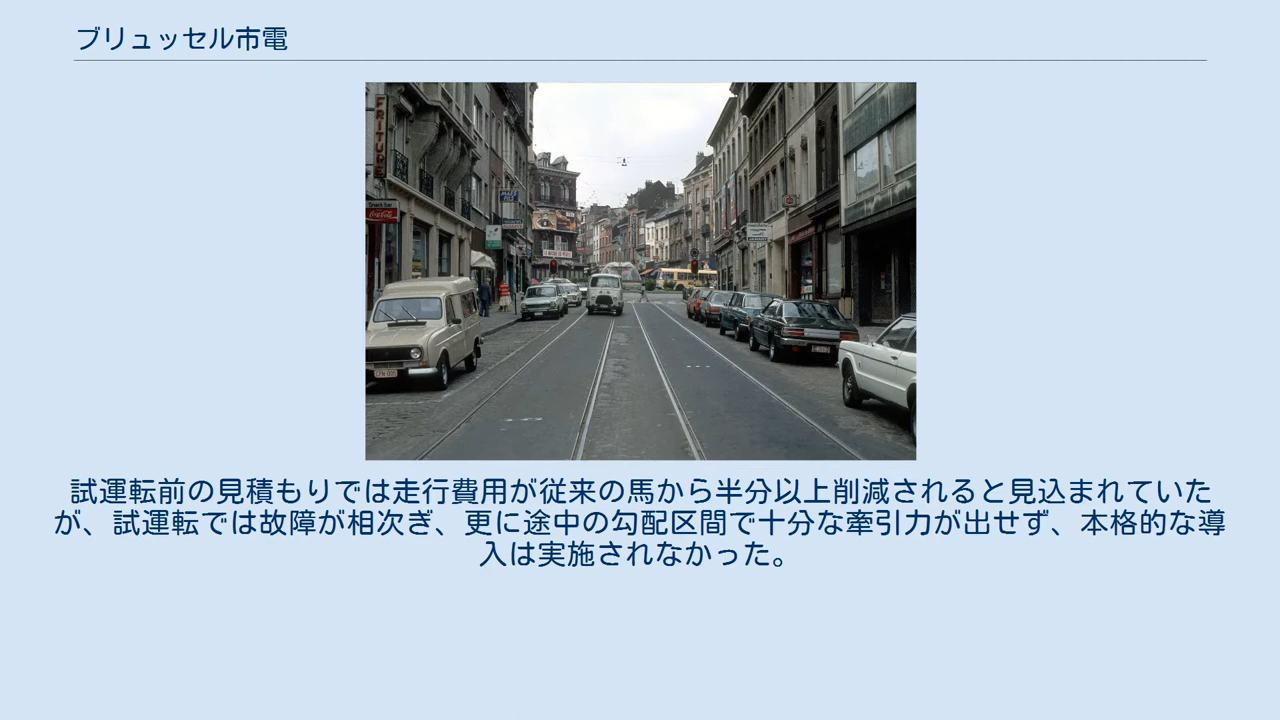 ブリュッセル市電
FRITURE
Snack-bar
Coca-Cola
試運転前の見積もりでは走行費用が従来の馬から半分以上削減されると見込まれていた
が、試運転では故障が相次ぎ、更に途中の勾配区間で十分な牽引力が出せず、本格的な導
入は実施されなかった。